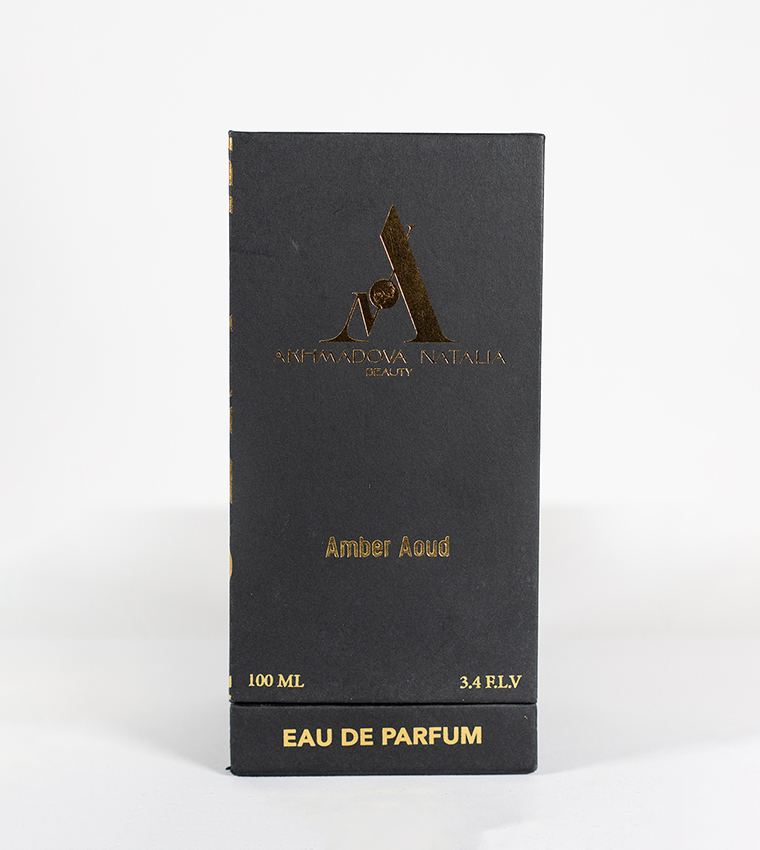 AKHMADOVA NATALIA
BEAUTY
Amber Aoud
100 ML
3.4 F.L.V
EAU DE PARFUM